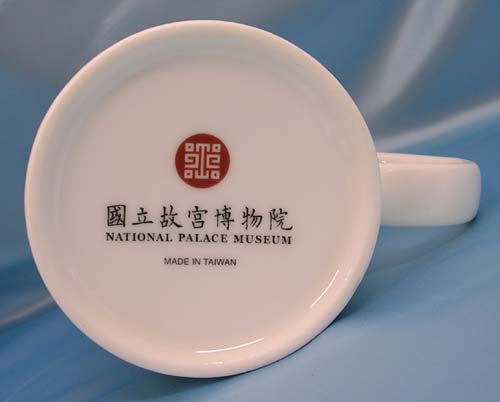 國立故宮博物院
NATIONAL PALACE MUSEUM
MADE IN TAIWAN